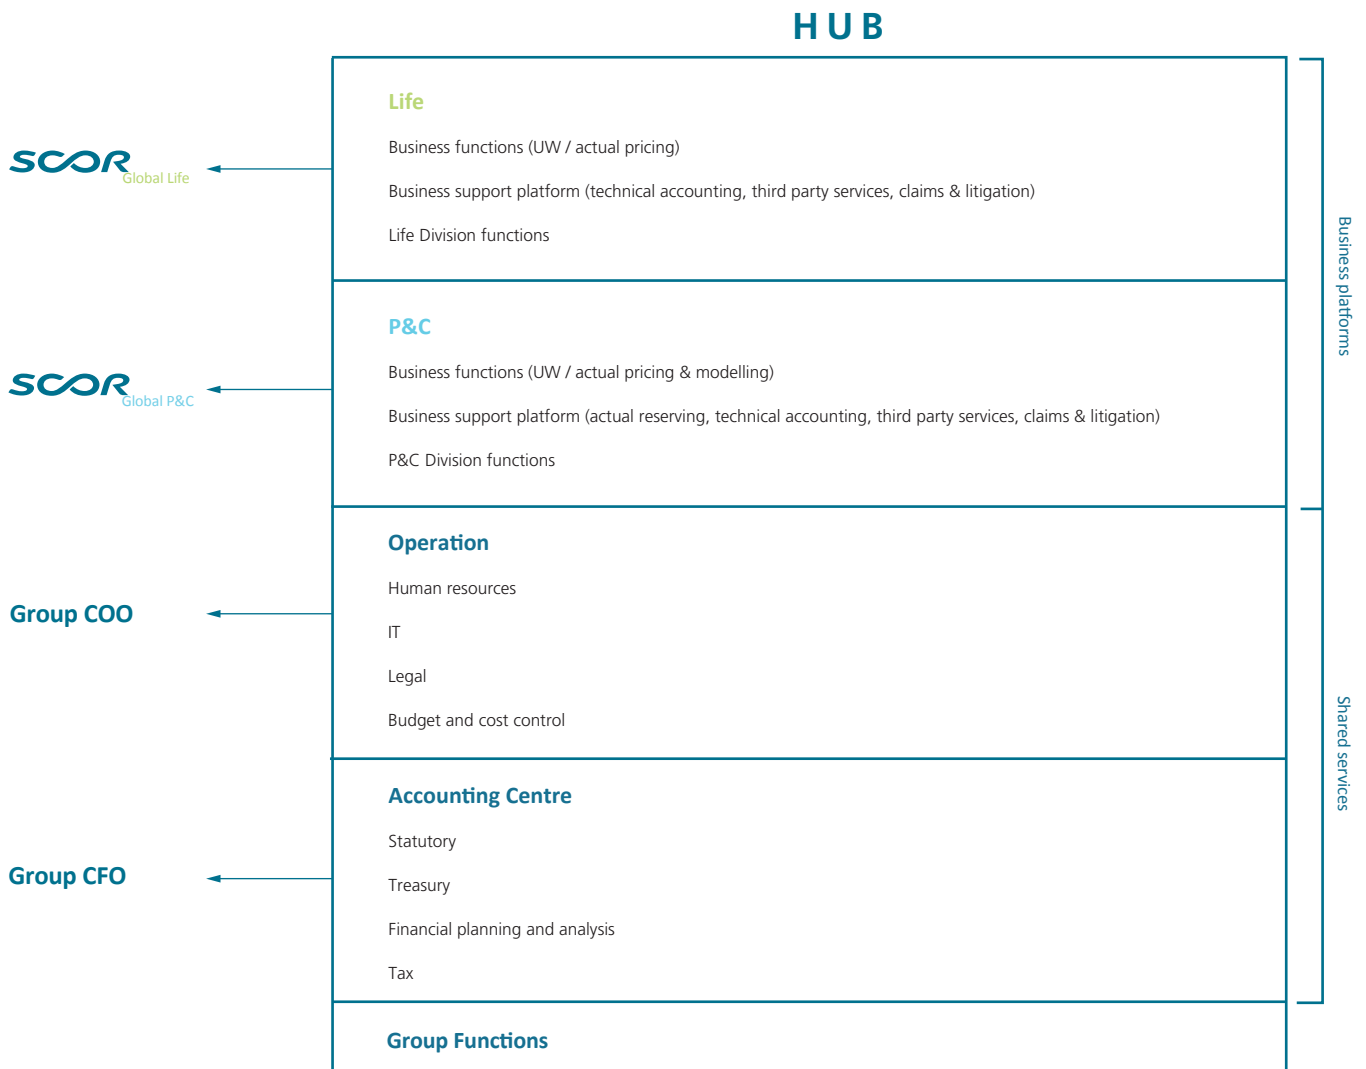 HUB
Life
Business functions (UW / actual pricing)
SCOR
Global Life
Business support platform (technical accounting, third party services, claims & litigation)
Life Division functions
Business platforms
P&C
Business functions (UW / actual pricing & modelling)
SCOR
Global P&C
Business support platform (actual reserving, technical accounting, third party services, claims & litigation)
P&C Division functions
Operation
Human resources
Group COO
IT
Legal
Budget and cost control
Shared services
Accounting Centre
Statutory
Group CFO
Treasury
Financial planning and analysis
Tax
Group Functions